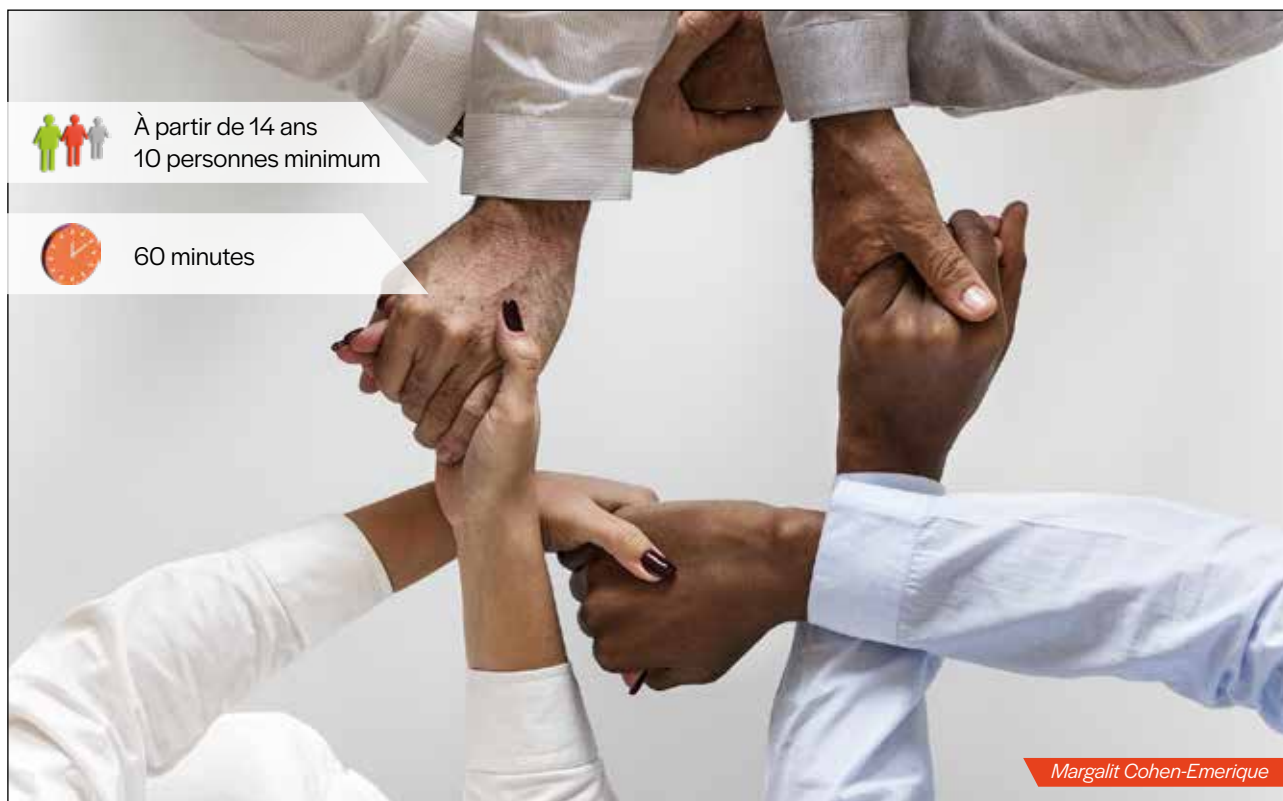 À partir de 14 ans
10 personnes minimum
60 minutes
Margalit Cohen-Emerique